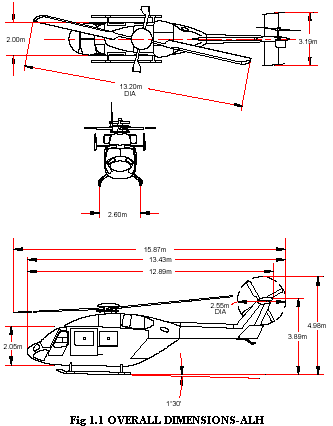 2.00m
3.19m
13.20m
DIA
2.60m
15.87m
13.43m
12.89m
2.55m
DIA
4.98m
3.89m
2.05m
1°30'
Fig 1.1 OVERALL DIMENSIONS-ALH